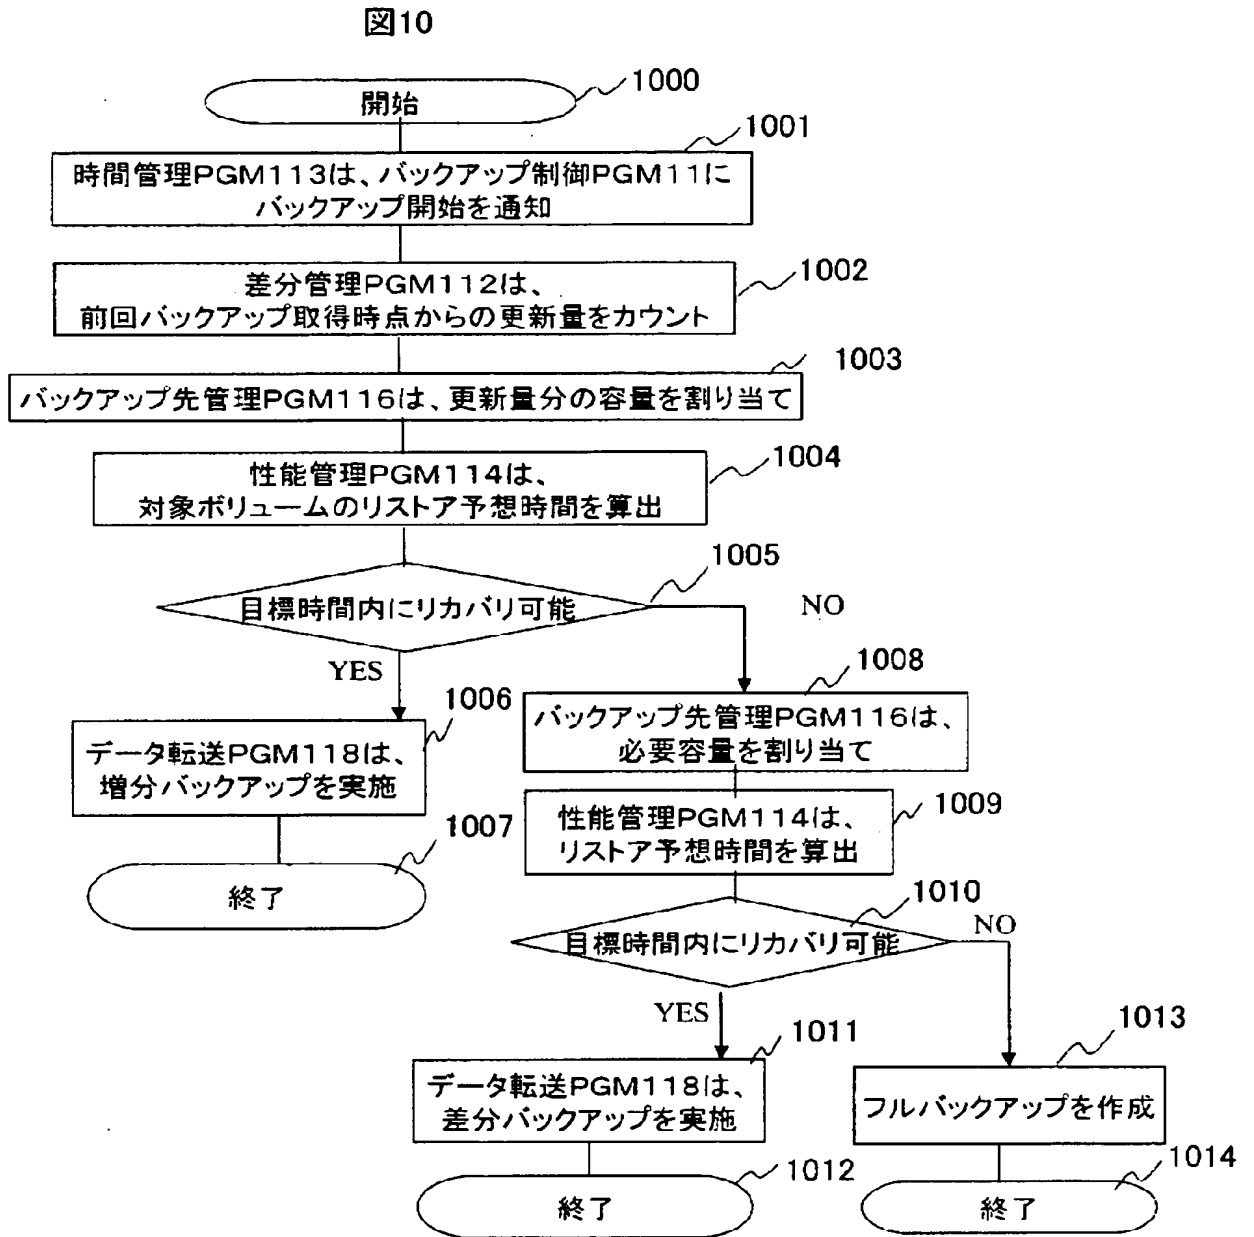 図10
1000
開始
1001
時間管理PGM113は、バックアップ制御PGM11に
バックアップ開始を通知
1002
差分管理PGM112は、
前回バックアップ取得時点からの更新量をカウント
1003
バックアップ先管理PGM116は、更新量分の容量を割り当て
1004
性能管理PGM114は、
対象ボリュームのリストア予想時間を算出
1005
目標時間内にリカバリ可能
NO
YES
1006
データ転送PGM118は、
増分バックアップを実施
1007
終了
1008
バックアップ先管理PGM116は、
必要容量を割り当て
1009
性能管理PGM114は、
リストア予想時間を算出
1010
目標時間内にリカバリ可能
NO
YES
1011
データ転送PGM118は、
差分バックアップを実施
1012
終了
1013
フルバックアップを作成
1014
終了